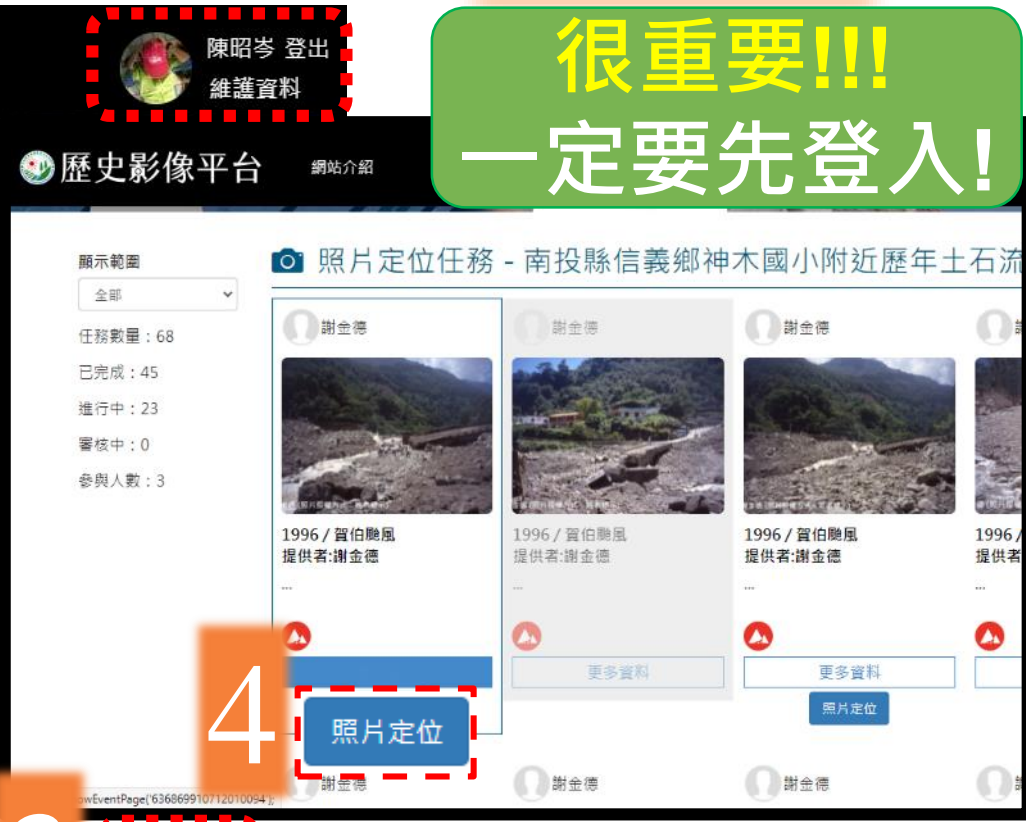 陳昭岑 登出
維護資料
很重要!!!
一定要先登入!
歷史影像平台
網站介紹
顯示範圍
全部
任務數量：68
已完成：45
進行中：23
審核中：0
參與人數：3
照片定位任務 - 南投縣信義鄉神木國小附近歷年土石流
謝金德
1996 / 賀伯颱風
提供者:謝金德
...
謝金德
1996 / 賀伯颱風
提供者:謝金德
...
更多資料
謝金德
1996 / 賀伯颱風
提供者:謝金德
...
更多資料
照片定位
1996 /
提供者
...
4
照片定位
謝金德
謝金德
謝金德
owEventPage('636869910712010094');